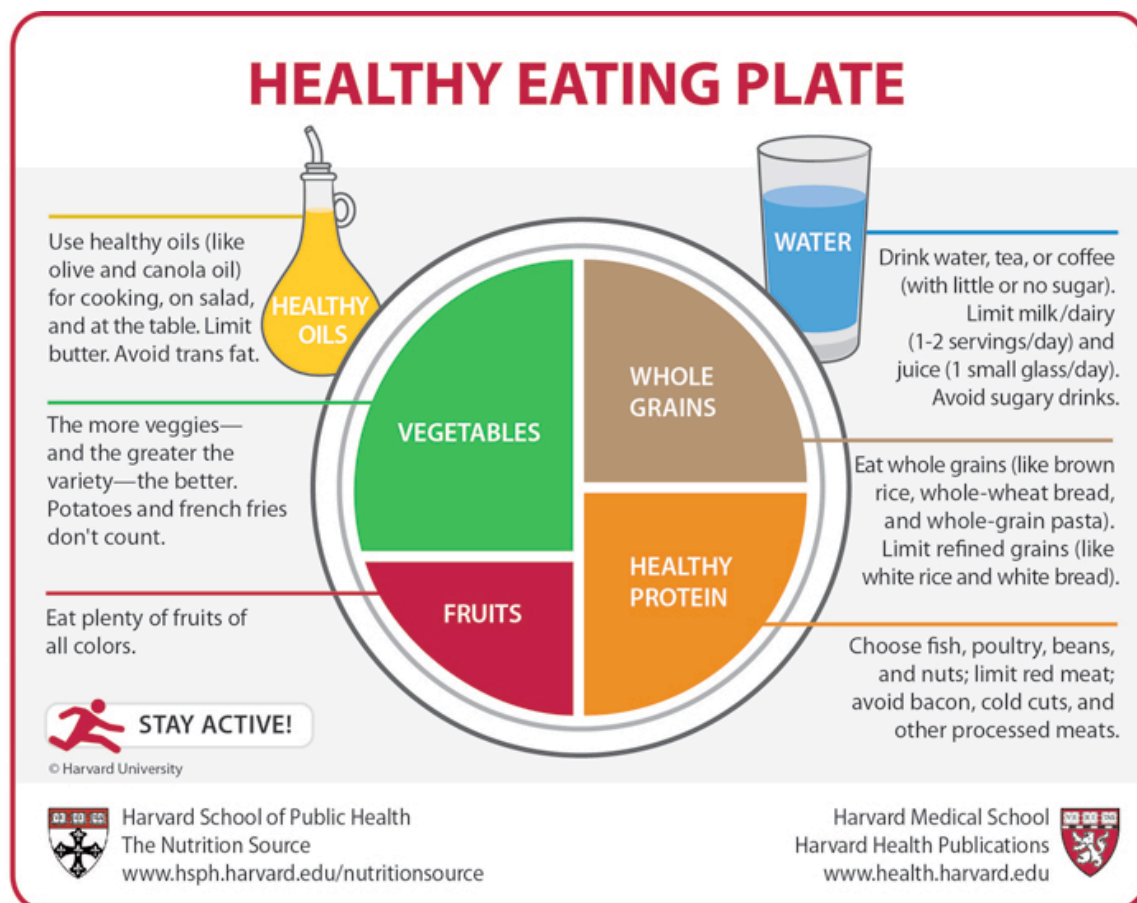 HEALTHY EATING PLATE
Use healthy oils (like
olive and canola oil)
for cooking, on salad,
and at the table. Limit
butter. Avoid trans fat.
HEALTHY
OILS
The more veggies—
and the greater the
variety—the better.
Potatoes and french fries
don't count.
Eat plenty of fruits of
all colors.
VEGETABLES
FRUITS
WHOLE
GRAINS
HEALTHY
PROTEIN
WATER
Drink water, tea, or coffee
(with little or no sugar).
Limit milk/dairy
(1-2 servings/day) and
juice (1 small glass/day).
Avoid sugary drinks.
Eat whole grains (like brown
rice, whole-wheat bread,
and whole-grain pasta).
Limit refined grains (like
white rice and white bread).
Choose fish, poultry, beans,
and nuts; limit red meat;
avoid bacon, cold cuts, and
other processed meats.
STAY ACTIVE!
© Harvard University
Harvard School of Public Health
The Nutrition Source
www.hsph.harvard.edu/nutritionsource
Harvard Medical School
Harvard Health Publications
www.health.harvard.edu